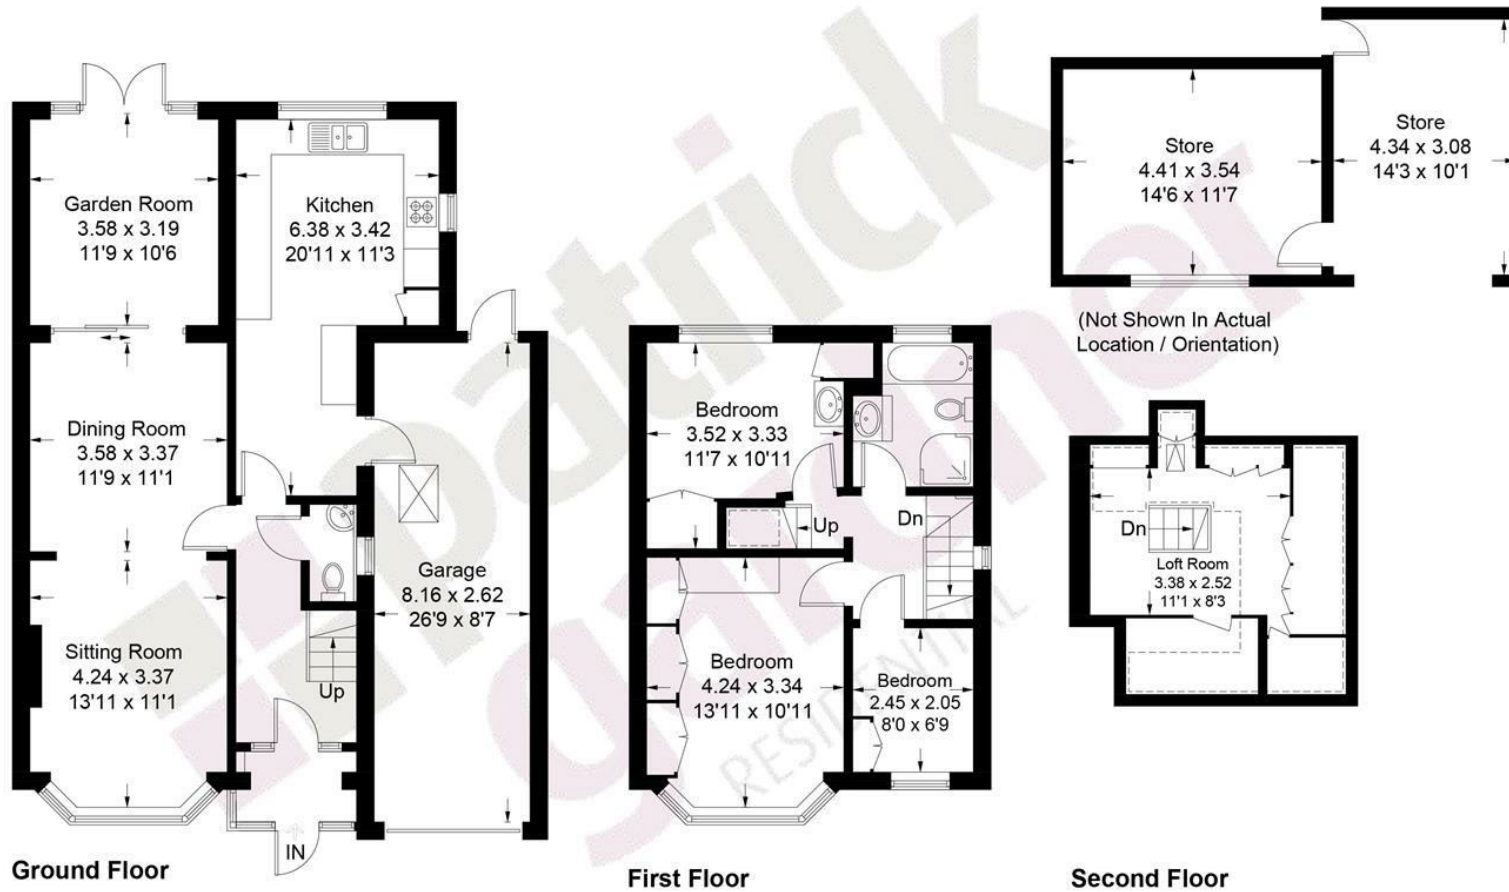 Garden Room
3.58 x 3.19
11'9 x 10'6
Kitchen
6.38 x 3.42
20'11 x 11'3
Dining Room
3.58 x 3.37
11'9 x 11'1
Sitting Room
4.24 x 3.37
13'11 x 11'1
Garage
8.16 x 2.62
26'9 x 8'7
Up
IN
Ground Floor
Bedroom
3.52 x 3.33
11'7 x 10'11
Up
Dn
Bedroom
4.24 x 3.34
13'11 x 10'11
Bedroom
2.45 x 2.05
8'0 x 6'9
First Floor
Store
4.41 x 3.54
14'6 x 11'7
Store
4.34 x 3.08
14'3 x 10'1
(Not Shown In Actual
Location / Orientation)
Dn
Loft Room
3.38 x 2.52
11'1 x 8'3
Second Floor
patrick
gardner
RESIDENTIAL